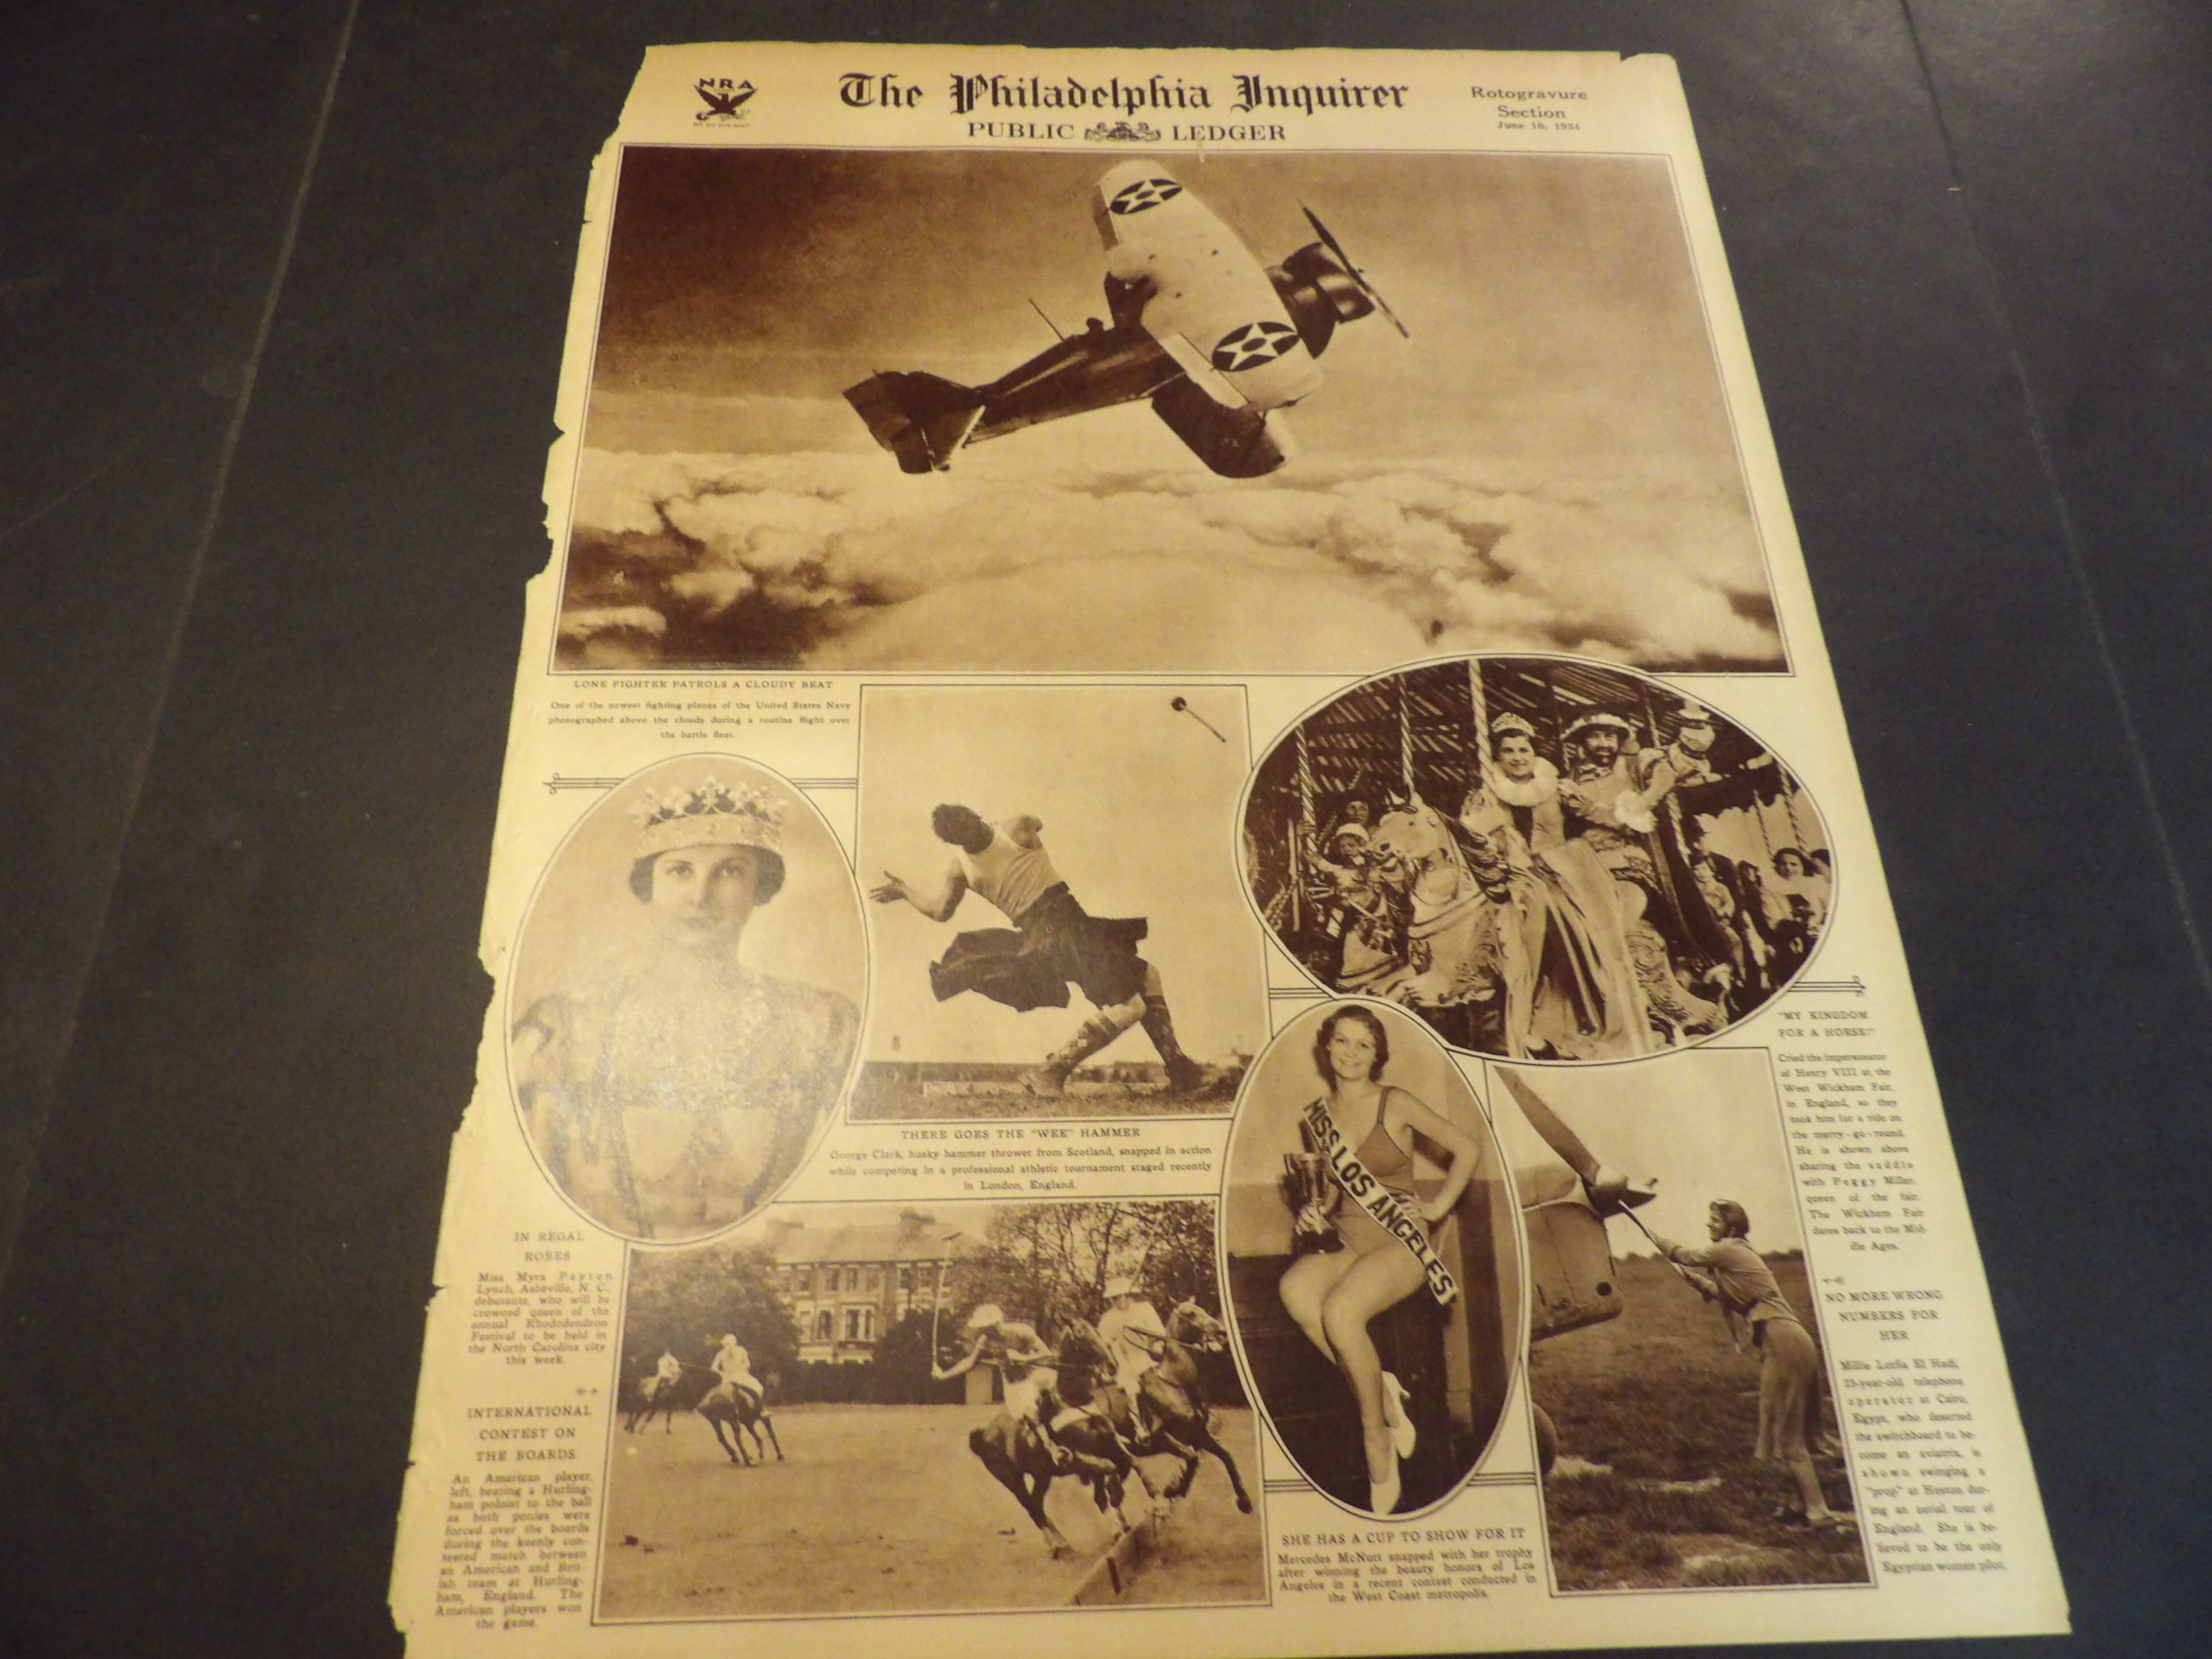 NRA
WE DO OUR PART
The Philadelphia Inquirer
PUBLIC LEDGER
Rotogravure
Section
June 10, 1934
LONE FIGHTER PATROLS A CLOUDY BEAT
One of the newest fighting planes of the United States Navy
photographed above the clouds during a routine flight over
the battle fleet.
THERE GOES THE "WEE" HAMMER
George Clark, husky hammer thrower from Scotland, snapped in action
while competing in a professional athletic tournament staged recently
in London, England.
"MY KINGDOM
FOR A HORSE!"
Cried the impersonator
of Henry VIII at the
West Wickham Fair,
in England, so they
took him for a ride on
the merry-go-round.
He is shown above
sharing the saddle
with Peggy Miller,
queen of the fair.
The Wickham Fair
dates back to the Mid-
dle Ages.
IN REGAL
ROBES
Miss Myra Peyton
Lynch, Asheville, N. C.,
debutante, who will be
crowned queen of the
annual Rhododendron
Festival to be held in
the North Carolina city
this week.
INTERNATIONAL
CONTEST ON
THE BOARDS
An American player,
left, beating a Hurling-
ham poloist to the ball
as both ponies were
forced over the boards
during the keenly con-
tested match between
an American and Brit-
ish team at Hurling-
ham, England. The
American players won
the game.
MISS LOS ANGELES
SHE HAS A CUP TO SHOW FOR IT
Mercedes McNutt snapped with her trophy
after winning the beauty honors of Los
Angeles in a recent contest conducted in
the West Coast metropolis.
NO MORE WRONG
NUMBERS FOR
HER
Millie Lotfia El Hadi,
25-year-old telephone
operator at Cairo,
Egypt, who deserted
the switchboard to be-
come an aviatrix, is
shown swinging a
"prop" at Heston dur-
ing an aerial tour of
England. She is be-
lieved to be the only
Egyptian woman pilot.